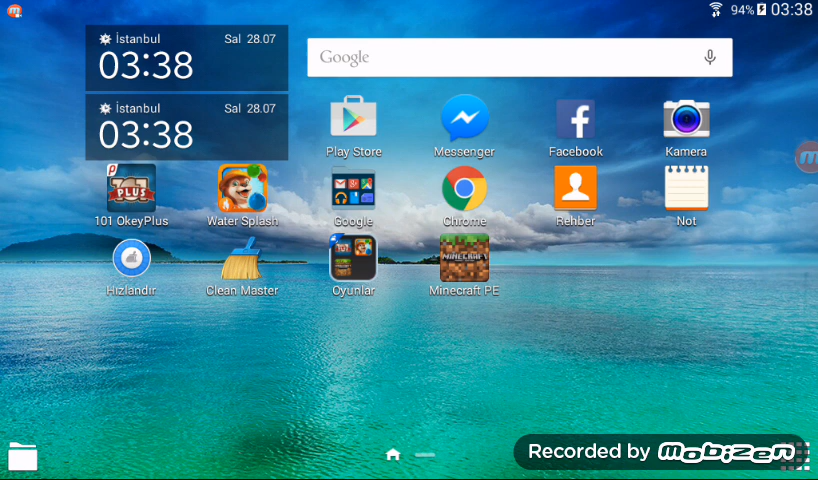 94% 03:38
İstanbul Sal 28.07
03:38
Google
İstanbul Sal 28.07
03:38
Play Store Messenger Facebook Kamera
101 PLUS
101 OkeyPlus Water Splash Google Chrome Rehber Not
101
MINECRAFT
Hızlandır Clean Master Oyunlar Minecraft PE
Recorded by mobizen